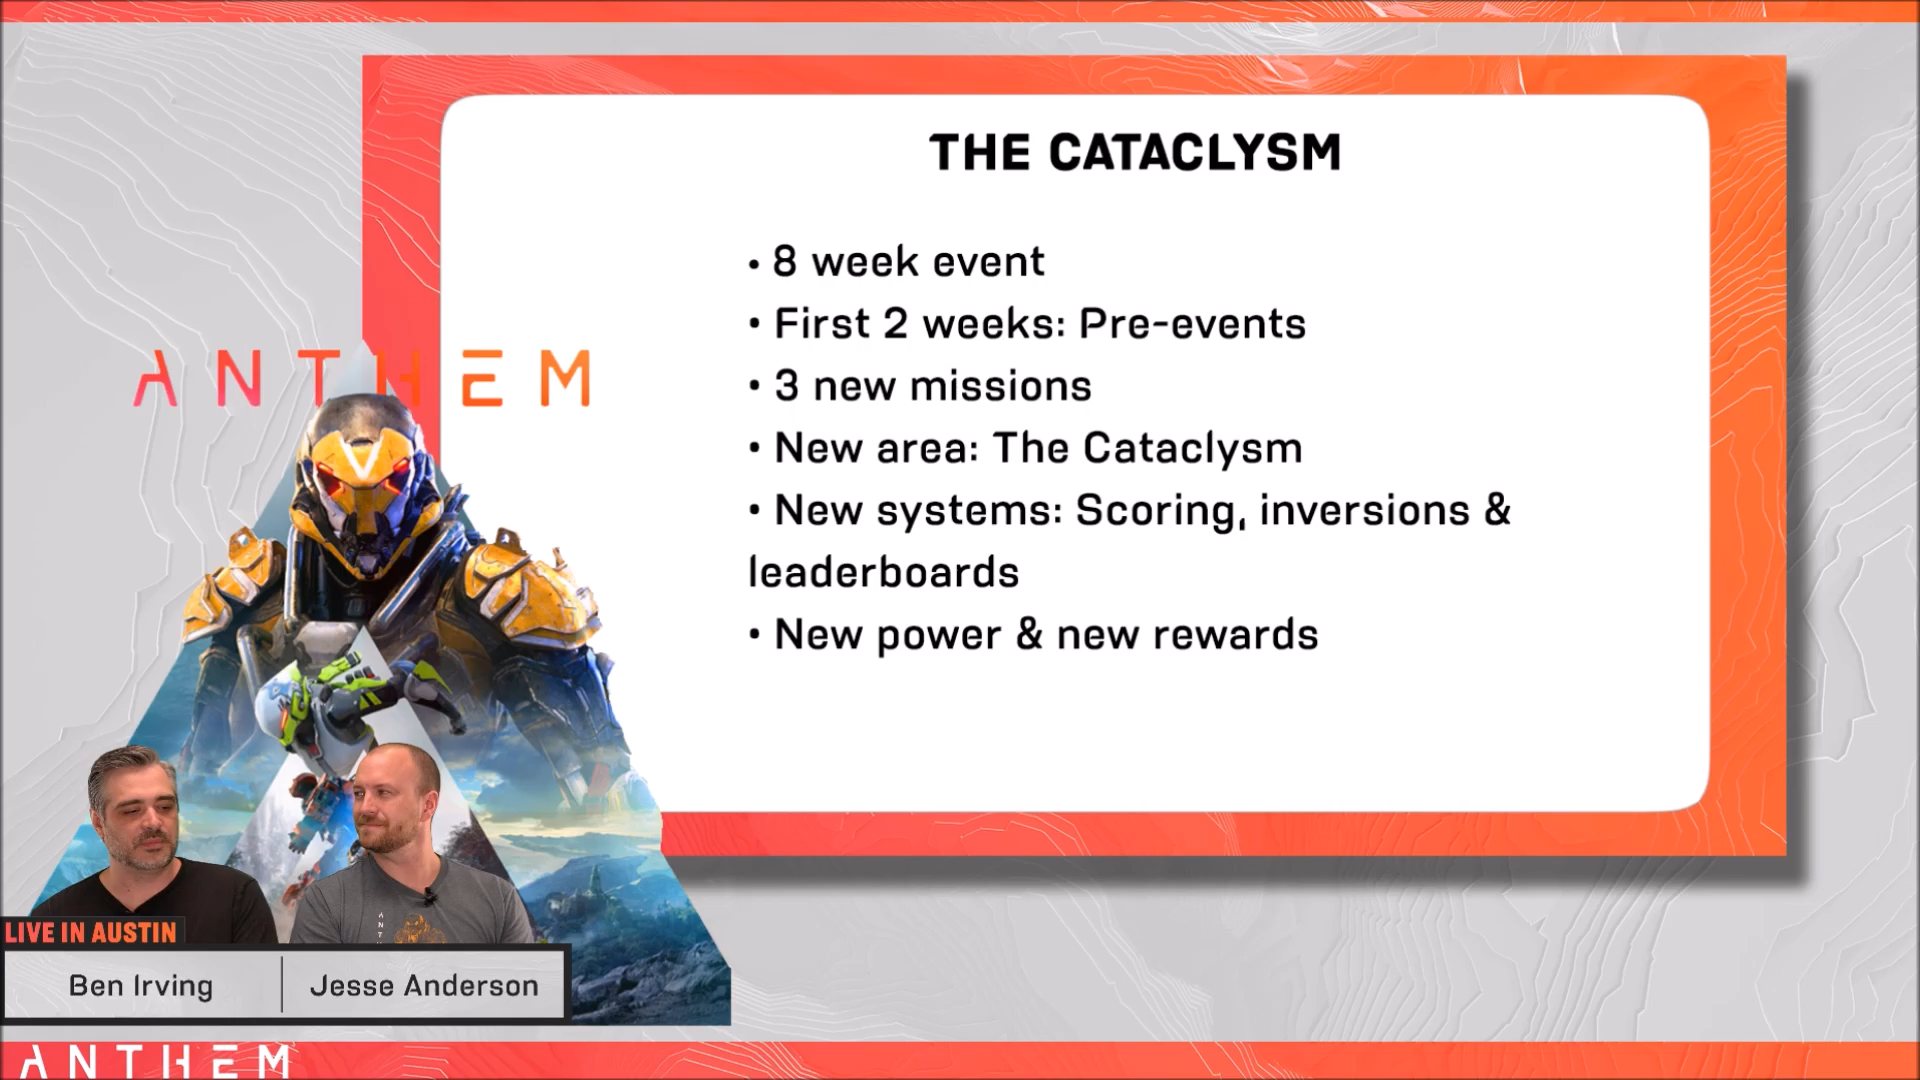 THE CATACLYSM
• 8 week event
• First 2 weeks: Pre-events
• 3 new missions
• New area: The Cataclysm
• New systems: Scoring, inversions &
leaderboards
• New power & new rewards
ANTHEM
LIVE IN AUSTIN
Ben Irving
Jesse Anderson
ANTHEM